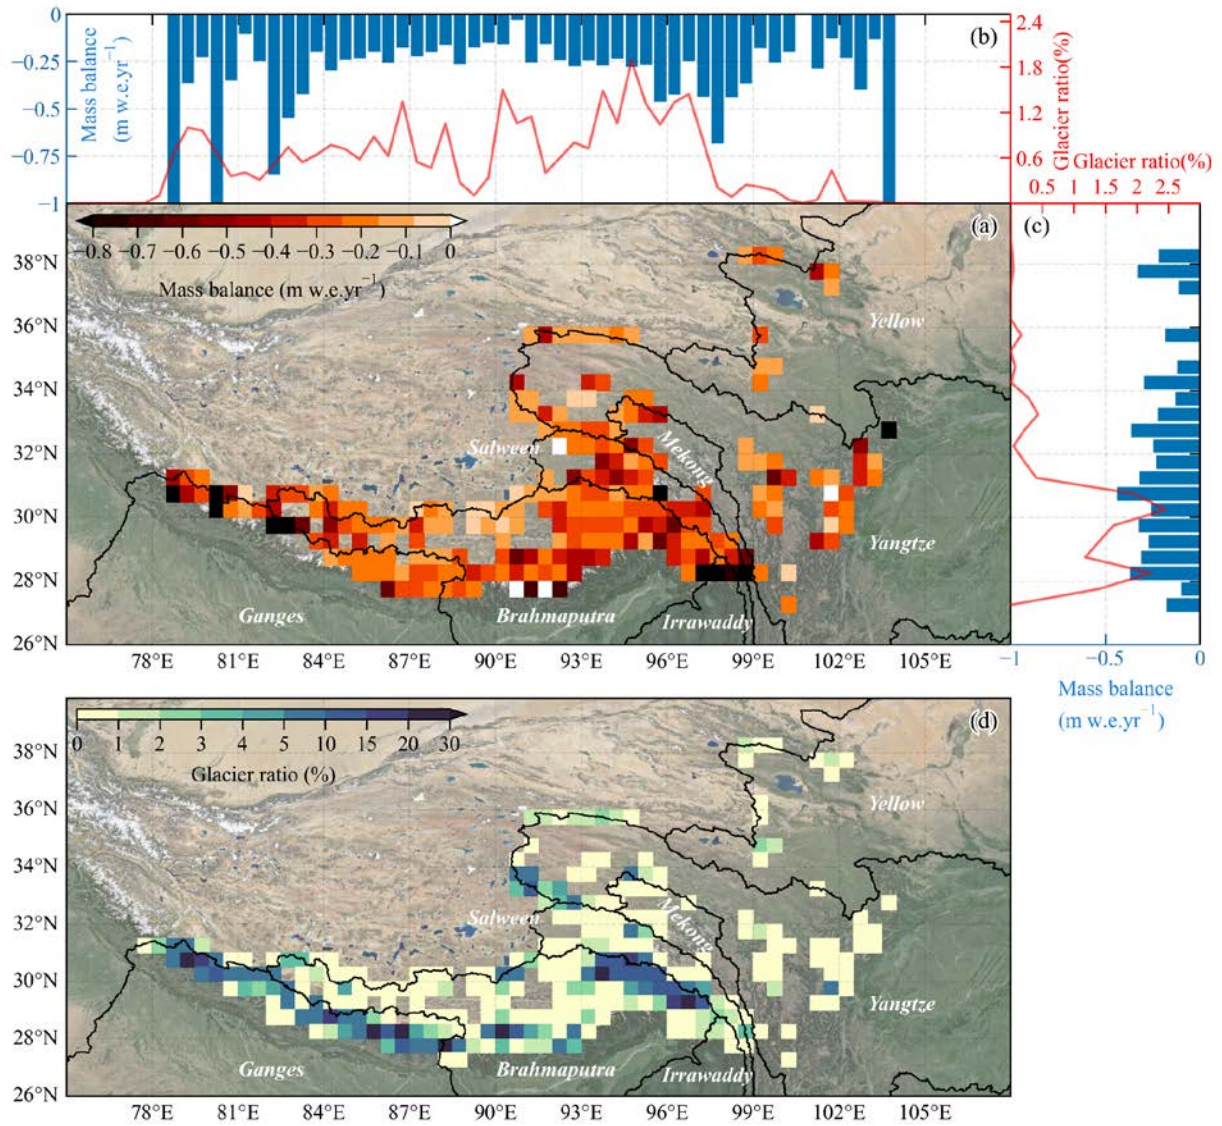 0
−0.25
−0.5
−0.75
−1
Mass balance
(m w.e.yr−1)
(b)
2.4
1.8
1.2
0.6
Glacier ratio(%)
Glacier ratio(%)
0.5 1 1.5 2 2.5
−0.8 −0.7 −0.6 −0.5 −0.4 −0.3 −0.2 −0.1 0
Mass balance (m w.e.yr−1)
(a)
(c)
38°N
36°N
34°N
32°N
30°N
28°N
26°N
Yellow
Salween
Mekong
Yangtze
Ganges
Brahmaputra
Irrawaddy
78°E 81°E 84°E 87°E 90°E 93°E 96°E 99°E 102°E 105°E
−1 −0.5 0
Mass balance
(m w.e.yr−1)
(d)
0 1 2 3 4 5 10 15 20 30
Glacier ratio (%)
38°N
36°N
34°N
32°N
30°N
28°N
26°N
Yellow
Salween
Mekong
Yangtze
Ganges
Brahmaputra
Irrawaddy
78°E 81°E 84°E 87°E 90°E 93°E 96°E 99°E 102°E 105°E